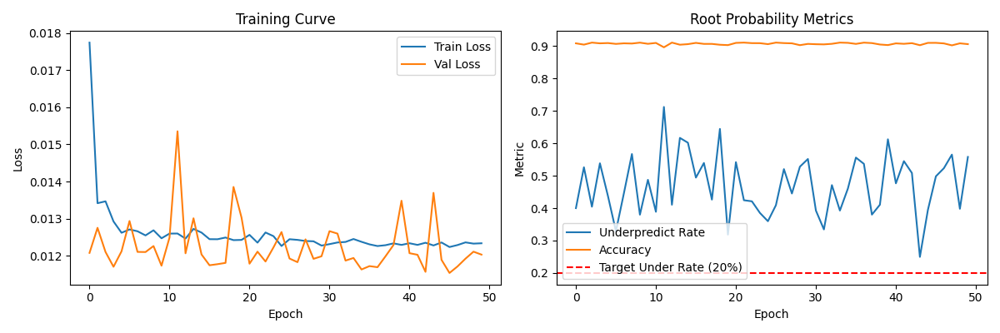 Training Curve
0.018
0.017
0.016
0.015
0.014
0.013
0.012
Loss
Train Loss
Val Loss
0 10 20 30 40 50
Epoch
Root Probability Metrics
0.9
0.8
0.7
0.6
0.5
0.4
0.3
0.2
Metric
Underpredict Rate
Accuracy
Target Under Rate (20%)
0 10 20 30 40 50
Epoch